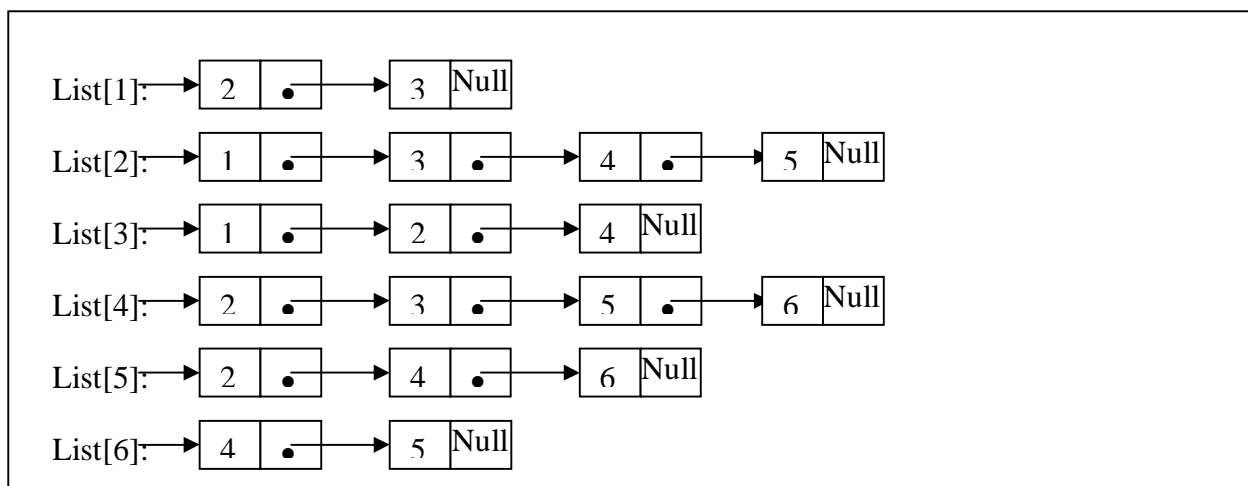 List[1]: 2 3 Null
List[2]: 1 3 4 5 Null
List[3]: 1 2 4 Null
List[4]: 2 3 5 6 Null
List[5]: 2 4 6 Null
List[6]: 4 5 Null